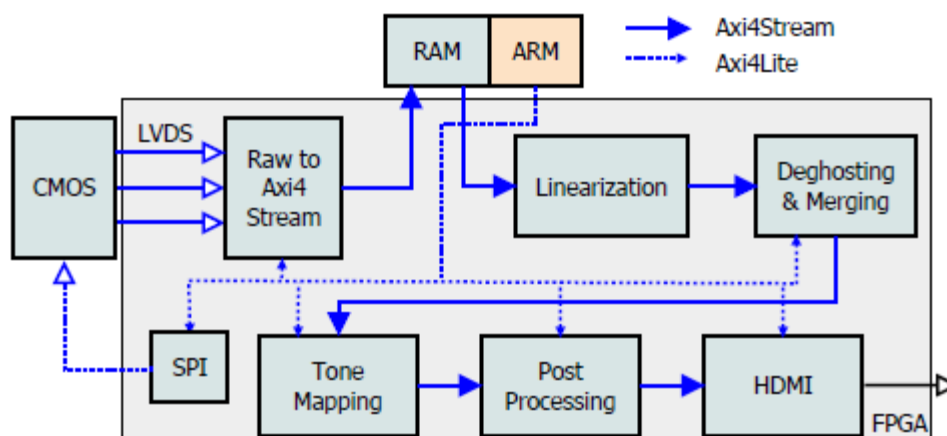 RAM
ARM
Axi4Stream
Axi4Lite
CMOS
LVDS
Raw to
Axi4
Stream
Linearization
Deghosting
& Merging
SPI
Tone
Mapping
Post
Processing
HDMI
FPGA